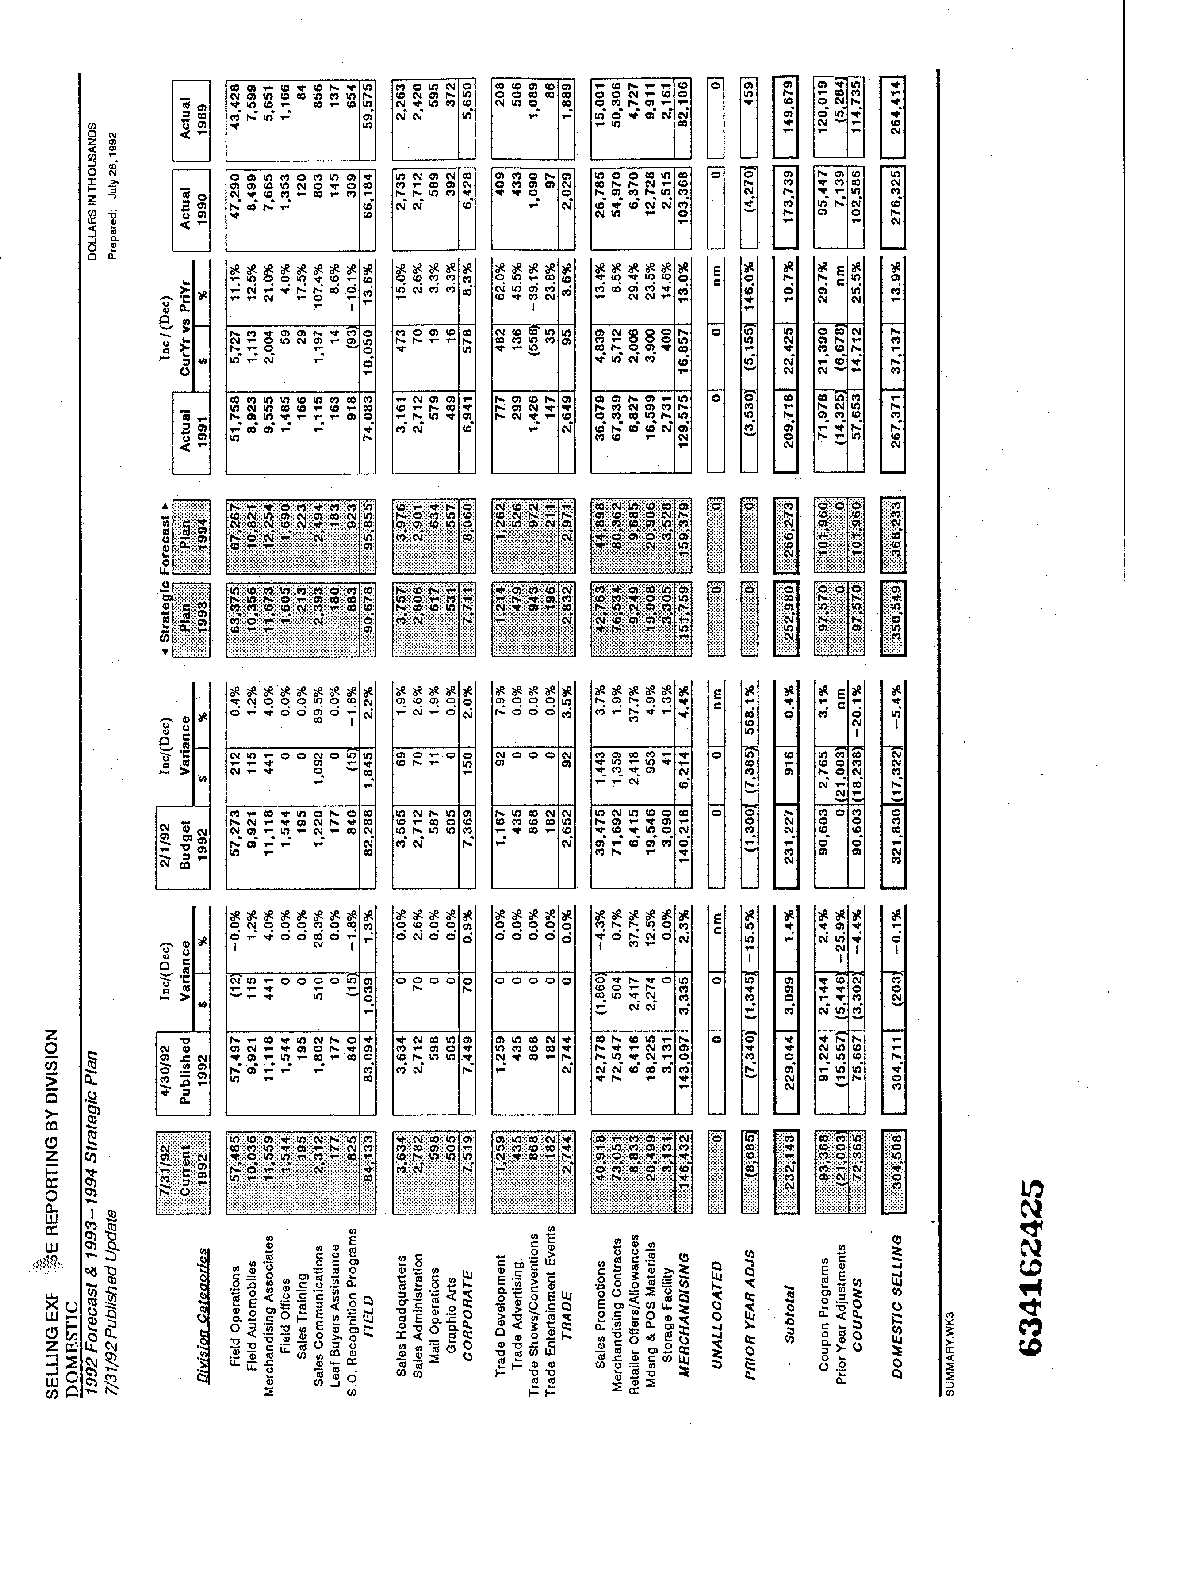 SELLING EXP SE REPORTING BY DIVISION
DOMESTIC
1992 Forecast & 1993–1994 Strategic Plan
7/31/92 Published Update
DOLLARS IN THOUSANDS
Prepared: July 28, 1992
7/31/92 4/30/92 Inc/(Dec) 2/1/92 Inc/(Dec) ◄ Strategic Forecast ► Inc / (Dec)
Current Published Variance Budget Variance Plan Plan Actual CurYr vs PriYr Actual Actual
Division Categories 1992 1992 $ % 1992 $ % 1993 1994 1991 $ % 1990 1989
Field Operations 57,485 57,497 (12) –0.0% 57,273 212 0.4% 63,375 67,267 51,758 5,727 11.1% 47,290 43,428
Field Automobiles 10,036 9,921 115 1.2% 9,921 115 1.2% 10,356 10,821 8,923 1,113 12.5% 8,499 7,599
Merchandising Associates 11,559 11,118 441 4.0% 11,118 441 4.0% 11,673 12,254 9,555 2,004 21.0% 7,665 5,651
Field Offices 1,544 1,544 0 0.0% 1,544 0 0.0% 1,605 1,690 1,485 59 4.0% 1,353 1,166
Sales Training 195 195 0 0.0% 195 0 0.0% 213 223 166 29 17.5% 120 84
Sales Communications 2,312 1,802 510 28.3% 1,220 1,092 89.5% 2,393 2,494 1,115 1,197 107.4% 803 856
Leaf Buyers Assistance 177 177 0 0.0% 177 0 0.0% 180 183 163 14 8.6% 145 137
S.O. Recognition Programs 825 840 (15) –1.8% 840 (15) –1.8% 883 923 918 (93) –10.1% 309 654
FIELD 84,133 83,094 1,039 1.3% 82,288 1,845 2.2% 90,678 95,855 74,083 10,050 13.6% 66,184 59,575
Sales Headquarters 3,634 3,634 0 0.0% 3,565 69 1.9% 3,757 3,976 3,161 473 15.0% 2,735 2,263
Sales Administration 2,782 2,712 70 2.6% 2,712 70 2.6% 2,806 2,901 2,712 70 2.6% 2,712 2,420
Mail Operations 598 598 0 0.0% 587 11 1.9% 617 634 579 19 3.3% 589 595
Graphic Arts 505 505 0 0.0% 505 0 0.0% 531 557 489 16 3.3% 392 372
CORPORATE 7,519 7,449 70 0.9% 7,369 150 2.0% 7,711 8,068 6,941 578 8.3% 6,428 5,650
Trade Development 1,259 1,259 0 0.0% 1,167 92 7.9% 1,214 1,262 777 482 62.0% 409 208
Trade Advertising 435 435 0 0.0% 435 0 0.0% 479 526 299 136 45.5% 433 506
Trade Shows/Conventions 868 868 0 0.0% 868 0 0.0% 943 972 1,426 (558) –39.1% 1,090 1,089
Trade Entertainment Events 182 182 0 0.0% 182 0 0.0% 196 211 147 35 23.8% 97 86
TRADE 2,744 2,744 0 0.0% 2,652 92 3.5% 2,832 2,971 2,649 95 3.6% 2,029 1,889
Sales Promotions 40,918 42,778 (1,860) –4.3% 39,475 1,443 3.7% 42,763 44,898 36,079 4,839 13.4% 26,785 15,001
Merchandising Contracts 73,051 72,547 504 0.7% 71,692 1,359 1.9% 76,534 80,362 67,339 5,712 8.5% 54,970 50,306
Retailer Offers/Allowances 8,833 6,416 2,417 37.7% 6,415 2,418 37.7% 9,249 9,685 6,827 2,006 29.4% 6,370 4,727
Mdsng & POS Materials 20,499 18,225 2,274 12.5% 19,546 953 4.9% 19,908 20,906 16,599 3,900 23.5% 12,728 9,911
Storage Facility 3,131 3,131 0 0.0% 3,090 41 1.3% 3,305 3,528 2,731 400 14.6% 2,515 2,161
MERCHANDISING 146,432 143,097 3,335 2.3% 140,218 6,214 4.4% 151,759 159,379 129,575 16,857 13.0% 103,368 82,106
UNALLOCATED 0 0 0 nm 0 0 nm 0 0 0 0 nm 0 0
PRIOR YEAR ADJS (8,685) (7,340) (1,345) –15.5% (1,300) (7,385) 568.1% 0 0 (3,530) (5,155) 146.0% (4,270) 459
Subtotal 232,143 229,044 3,099 1.4% 231,227 916 0.4% 252,980 266,273 209,718 22,425 10.7% 173,739 149,679
Coupon Programs 93,368 91,224 2,144 2.4% 90,603 2,765 3.1% 97,570 101,960 71,978 21,390 29.7% 95,447 120,019
Prior Year Adjustments (21,003) (15,557) (5,446) –25.9% 0 (21,003) nm 0 0 (14,325) (6,678) nm 7,139 (5,284)
COUPONS 72,365 75,667 (3,302) –4.4% 90,603 (18,238) –20.1% 97,570 101,960 57,653 14,712 25.5% 102,586 114,735
DOMESTIC SELLING 304,508 304,711 (203) –0.1% 321,830 (17,322) –5.4% 350,549 368,233 267,371 37,137 13.9% 276,325 264,414
SUMMARY.WK3
634162425